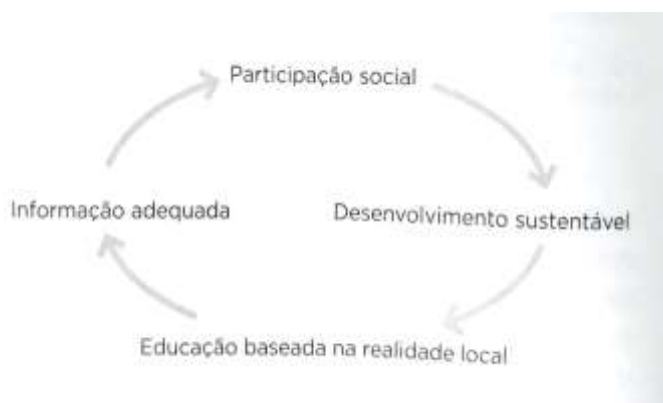 Participação social
Informação adequada
Desenvolvimento sustentável
Educação baseada na realidade local